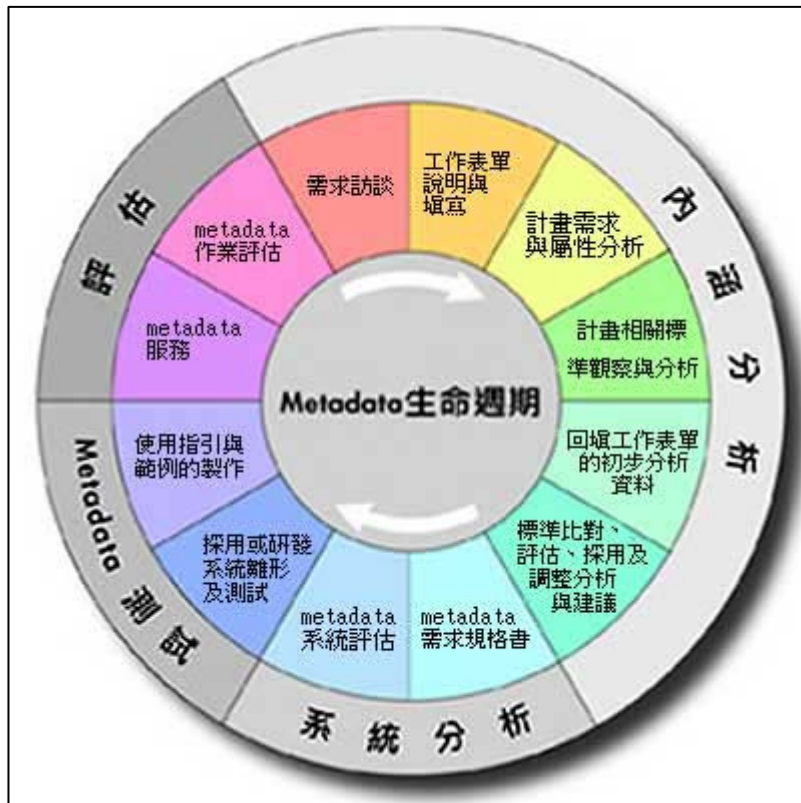 Metadata生命週期
內涵分析
需求訪談
工作表單
說明與
填寫
計畫需求
與屬性分析
計畫相關標
準觀察與分析
回填工作表單
的初步分析
資料
標準比對、
評估、採用及
調整分析
與建議
系統分析
metadata
需求規格書
metadata
系統評估
Metadata 測試
採用或研發
系統雛形
及測試
使用指引與
範例的製作
評估
metadata
服務
metadata
作業評估